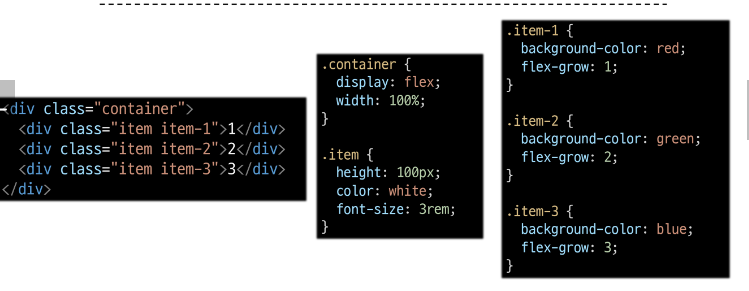 <div class="container">
  <div class="item item-1">1</div>
  <div class="item item-2">2</div>
  <div class="item item-3">3</div>
</div>
.container {
  display: flex;
  width: 100%;
}

.item {
  height: 100px;
  color: white;
  font-size: 3rem;
}
.item-1 {
  background-color: red;
  flex-grow: 1;
}

.item-2 {
  background-color: green;
  flex-grow: 2;
}

.item-3 {
  background-color: blue;
  flex-grow: 3;
}